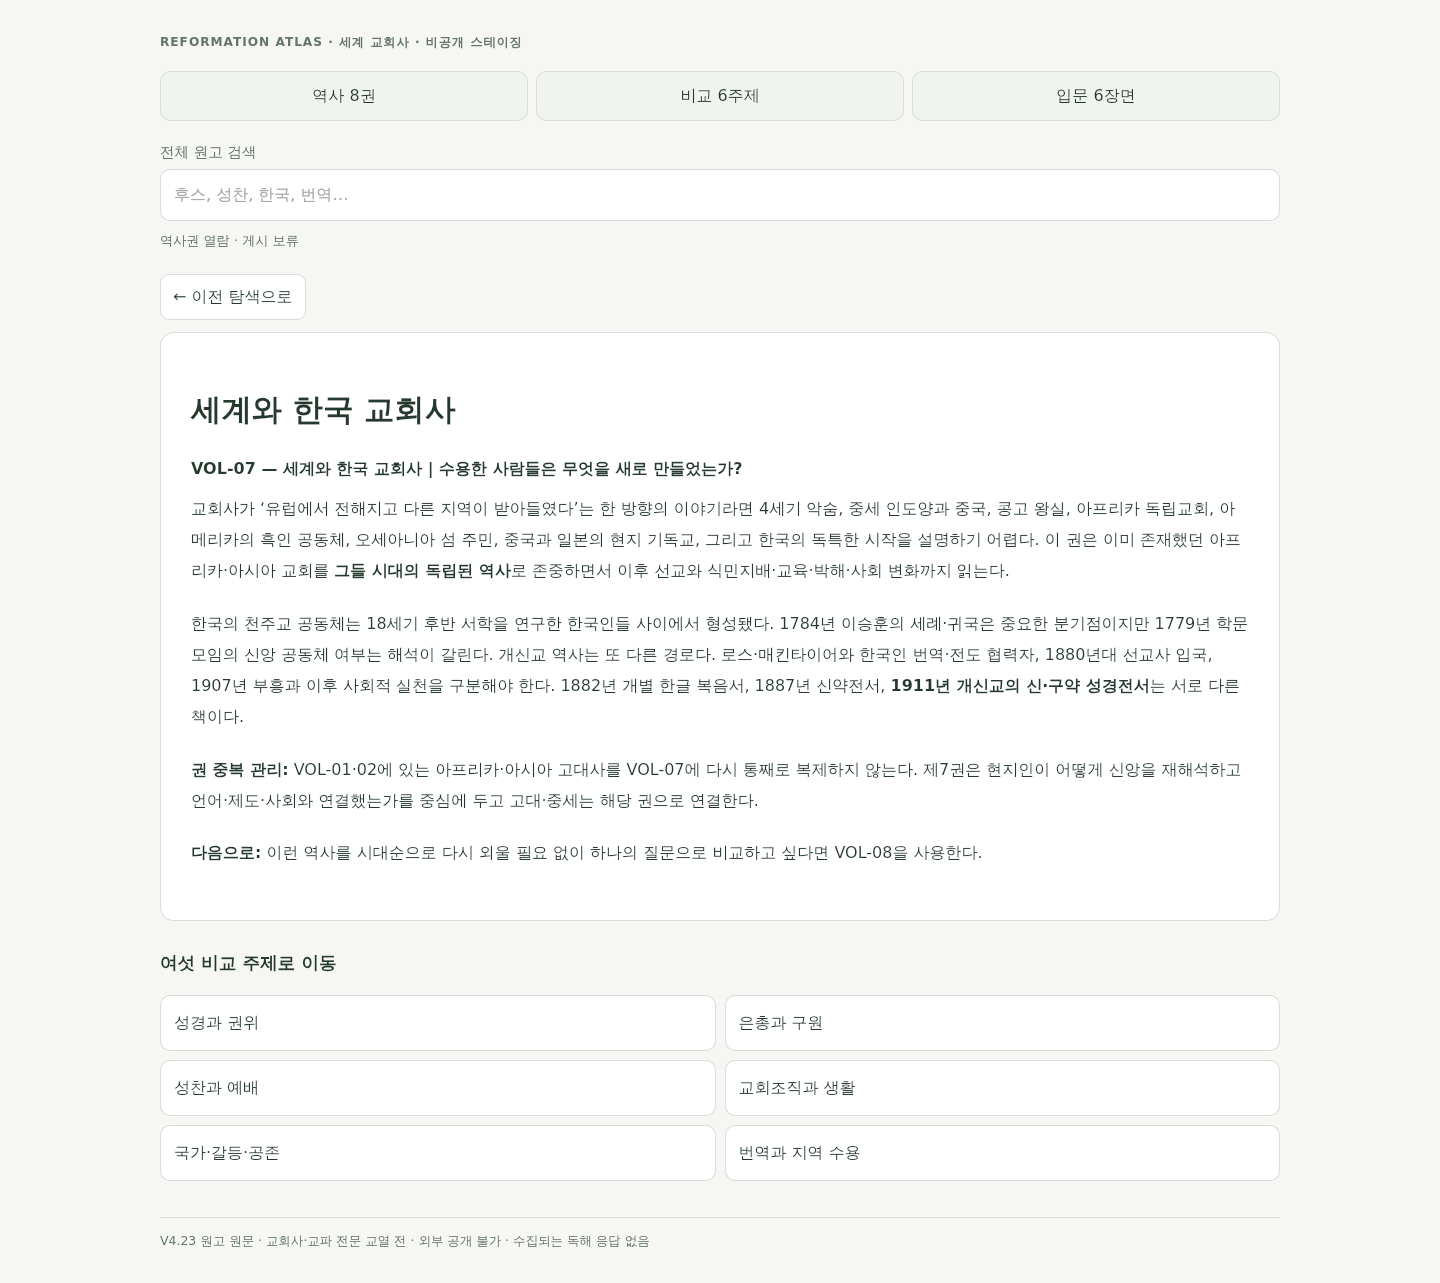 REFORMATION ATLAS · 세계 교회사 · 비공개 스테이징
역사 8권
비교 6주제
입문 6장면
전체 원고 검색
후스, 성찬, 한국, 번역…
역사권 열람 · 게시 보류
← 이전 탐색으로
세계와 한국 교회사
VOL-07 — 세계와 한국 교회사 | 수용한 사람들은 무엇을 새로 만들었는가?
교회사가 ‘유럽에서 전해지고 다른 지역이 받아들였다’는 한 방향의 이야기라면 4세기 악숨, 중세 인도양과 중국, 콩고 왕실, 아프리카 독립교회, 아
메리카의 흑인 공동체, 오세아니아 섬 주민, 중국과 일본의 현지 기독교, 그리고 한국의 독특한 시작을 설명하기 어렵다. 이 권은 이미 존재했던 아프
리카·아시아 교회를 그들 시대의 독립된 역사로 존중하면서 이후 선교와 식민지배·교육·박해·사회 변화까지 읽는다.
한국의 천주교 공동체는 18세기 후반 서학을 연구한 한국인들 사이에서 형성됐다. 1784년 이승훈의 세례·귀국은 중요한 분기점이지만 1779년 학문
모임의 신앙 공동체 여부는 해석이 갈린다. 개신교 역사는 또 다른 경로다. 로스·매킨타이어와 한국인 번역·전도 협력자, 1880년대 선교사 입국,
1907년 부흥과 이후 사회적 실천을 구분해야 한다. 1882년 개별 한글 복음서, 1887년 신약전서, 1911년 개신교의 신·구약 성경전서는 서로 다른
책이다.
권 중복 관리: VOL-01·02에 있는 아프리카·아시아 고대사를 VOL-07에 다시 통째로 복제하지 않는다. 제7권은 현지인이 어떻게 신앙을 재해석하고
언어·제도·사회와 연결했는가를 중심에 두고 고대·중세는 해당 권으로 연결한다.
다음으로: 이런 역사를 시대순으로 다시 외울 필요 없이 하나의 질문으로 비교하고 싶다면 VOL-08을 사용한다.
여섯 비교 주제로 이동
성경과 권위
은총과 구원
성찬과 예배
교회조직과 생활
국가·갈등·공존
번역과 지역 수용
V4.23 원고 원문 · 교회사·교파 전문 교열 전 · 외부 공개 불가 · 수집되는 독해 응답 없음